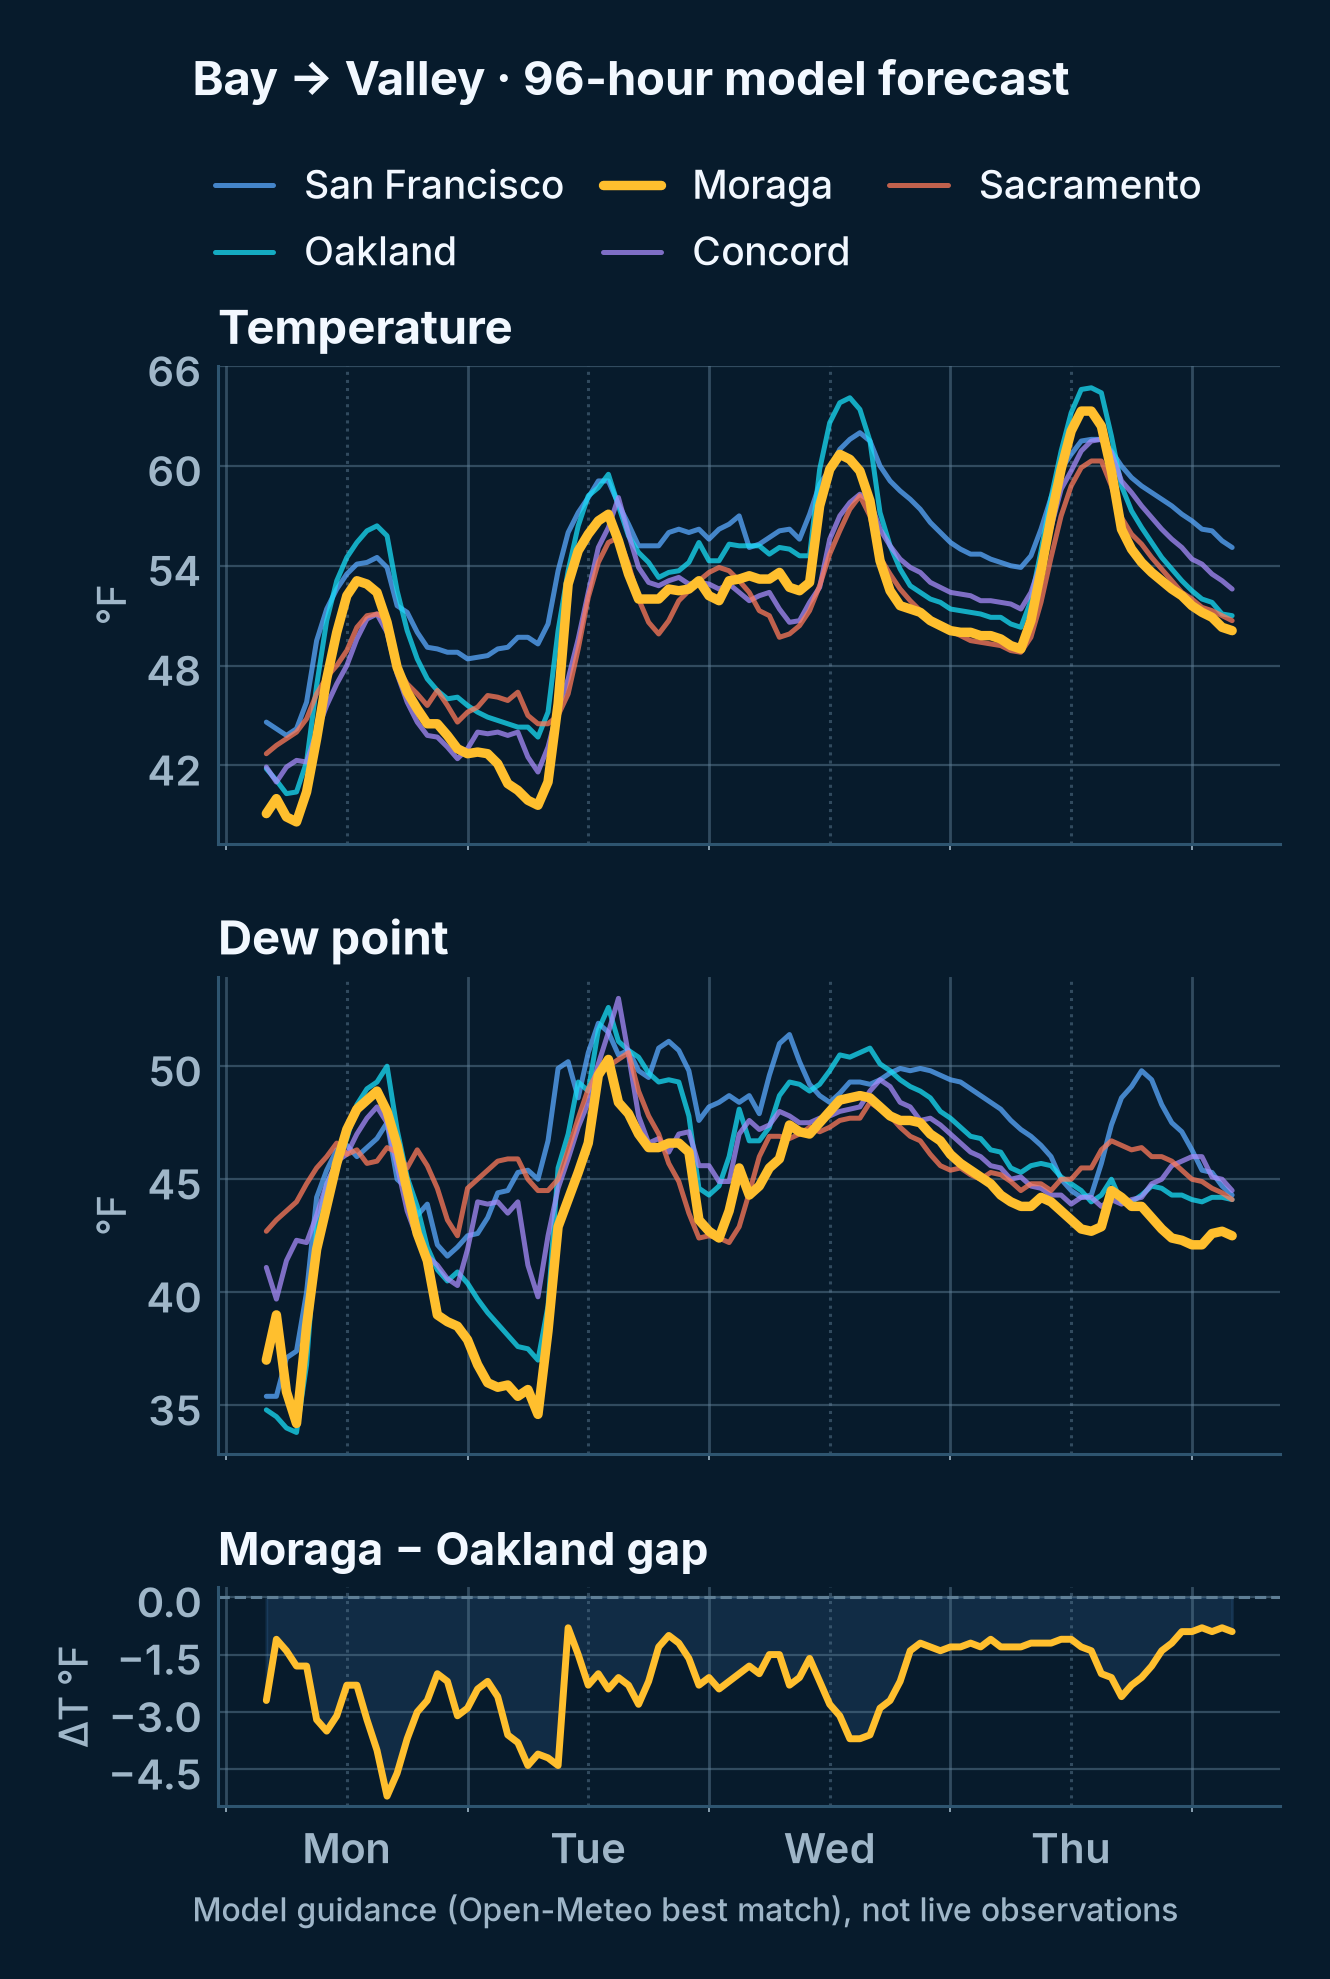 Bay → Valley · 96-hour model forecast
San Francisco Moraga Sacramento
Oakland Concord
Temperature
66
60
54
°F
48
42
Dew point
50
45
°F
40
35
Moraga − Oakland gap
0.0
−1.5
ΔT °F
−3.0
−4.5
Mon Tue Wed Thu
Model guidance (Open-Meteo best match), not live observations